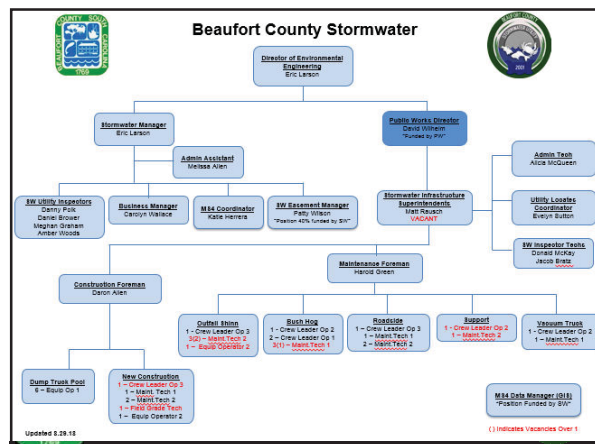 Beaufort County Stormwater
BEAUFORT COUNTY SOUTH CAROLINA
1769
BEAUFORT COUNTY
2001
Director of Environmental
Engineering
Eric Larson
Stormwater Manager
Eric Larson
Public Works Director
David Wilhelm
*Funded by PW*
Admin Assistant
Melissa Allen
Admin Tech
Alicia McQueen
SW Utility Inspectors
Danny Polk
Daniel Brower
Meghan Graham
Amber Woods
Business Manager
Carolyn Wallace
MS4 Coordinator
Katie Herrera
SW Easement Manager
Patty Wilson
*Position 40% funded by SW*
Stormwater Infrastructure
Superintendents
Matt Rausch
VACANT
Utility Locates
Coordinator
Evelyn Sutton
SW Inspector Techs
Donald McKay
Jacob Bratz
Construction Foreman
Daron Allen
Maintenance Foreman
Harold Green
Outfall Shinn
1 - Crew Leader Op 3
3(2) – Maint.Tech 2
1 – Equip Operator 2
Bush Hog
1 - Crew Leader Op 2
2 – Crew Leader Op 1
3(1) – Maint.Tech 1
Roadside
1 – Crew Leader Op 3
1 - Maint.Tech 1
2 – Maint.Tech 2
Support
1 -Crew Leader Op 2
1 – Maint.Tech 2
Vacuum Truck
1 - Crew Leader Op 2
1 - Maint.Tech 1
Dump Truck Pool
6 – Equip Op 1
New Construction
1 – Crew Leader Op 3
1 – Maint. Tech 1
2 – Maint.Tech 2
1 – Field Grade Tech
1 – Equip Operator 2
MS4 Data Manager (GIS)
*Position Funded by SW*
Updated 8.29.18
( ) Indicates Vacancies Over 1